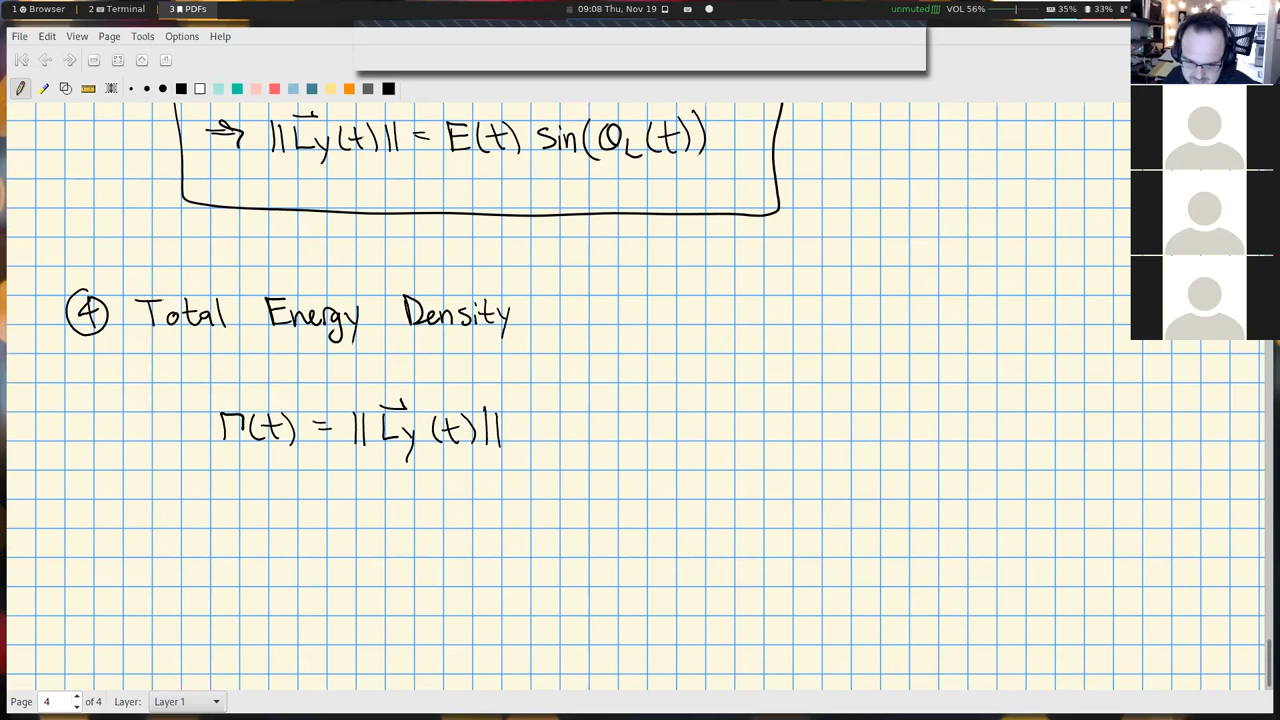 1 Browser 2 Terminal 3 PDFs 09:08 Thu, Nov 19 unmuted VOL 56% 35% 33%
File Edit View Page Tools Options Help
⇒ ||L⃗y(t)|| = E(t) sin(θL(t))
④ Total Energy Density
Γ(t) = ||L⃗y(t)||
Page 4 of 4 Layer: Layer 1